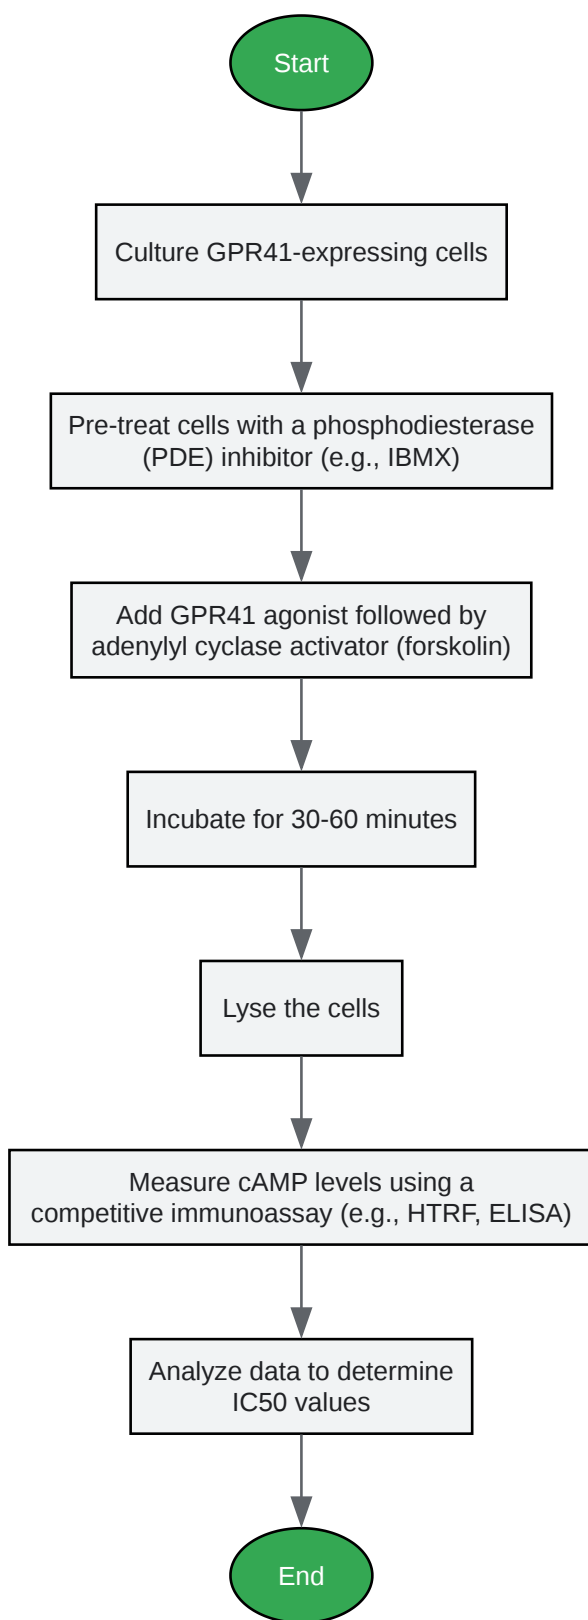 Start
Culture GPR41-expressing cells
Pre-treat cells with a phosphodiesterase
(PDE) inhibitor (e.g., IBMX)
Add GPR41 agonist followed by
adenylyl cyclase activator (forskolin)
Incubate for 30-60 minutes
Lyse the cells
Measure cAMP levels using a
competitive immunoassay (e.g., HTRF, ELISA)
Analyze data to determine
IC50 values
End